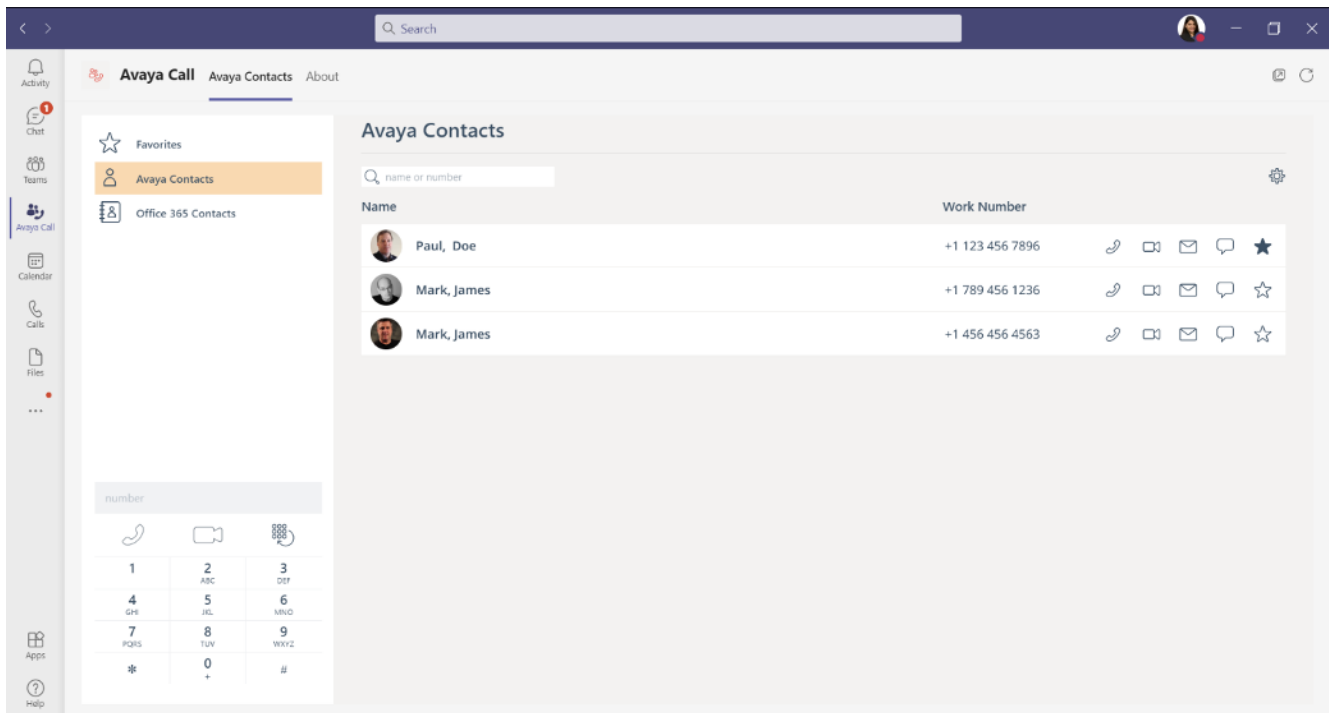 Search
Activity
Chat
1
Teams
Avaya Call
Calendar
Calls
Files
...
Apps
Help
Avaya Call Avaya Contacts About
Favorites
Avaya Contacts
Office 365 Contacts
number
1 2 3
ABC DEF
4 5 6
GHI JKL MNO
7 8 9
PQRS TUV WXYZ
* 0 #
+
Avaya Contacts
name or number
Name Work Number
Paul, Doe +1 123 456 7896
Mark, James +1 789 456 1236
Mark, James +1 456 456 4563